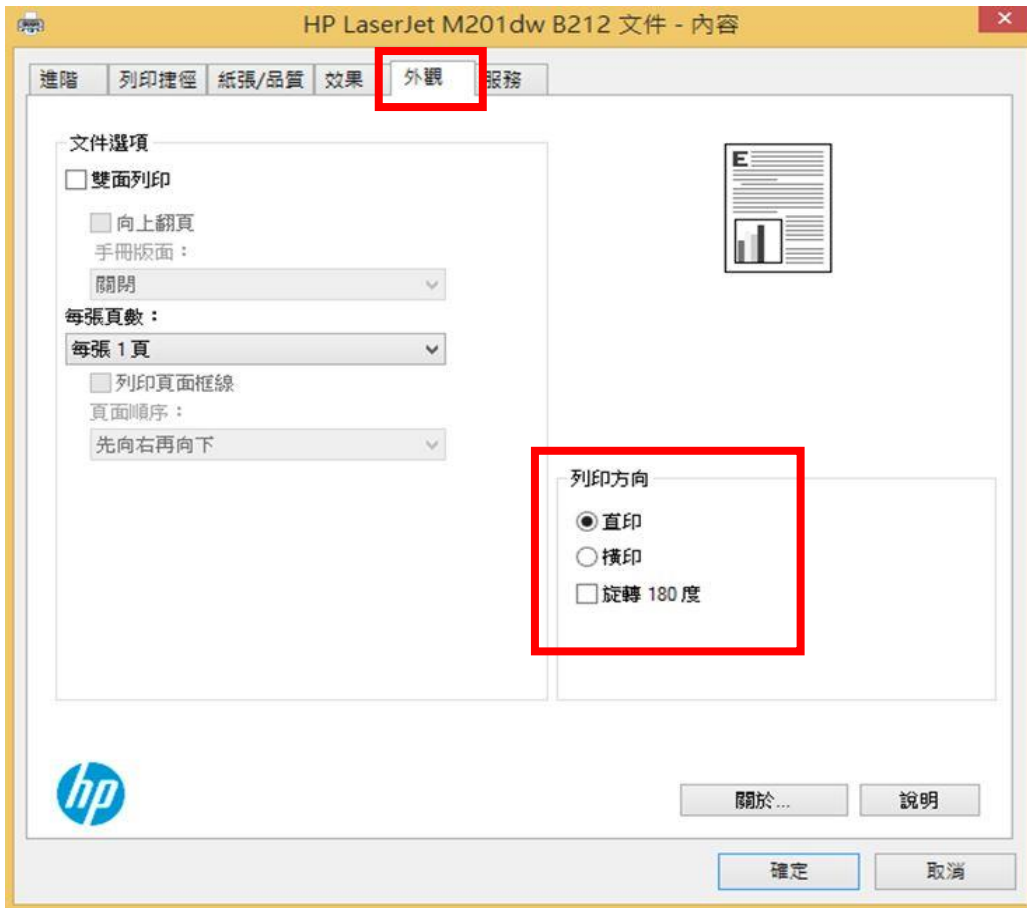 HP LaserJet M201dw B212 文件 - 內容
進階 列印捷徑 紙張/品質 效果 外觀 服務
文件選項
雙面列印
向上翻頁
手冊版面：
關閉
每張頁數：
每張 1 頁
列印頁面框線
頁面順序：
先向右再向下
E
列印方向
直印
橫印
旋轉 180 度
hp
關於... 說明
確定 取消